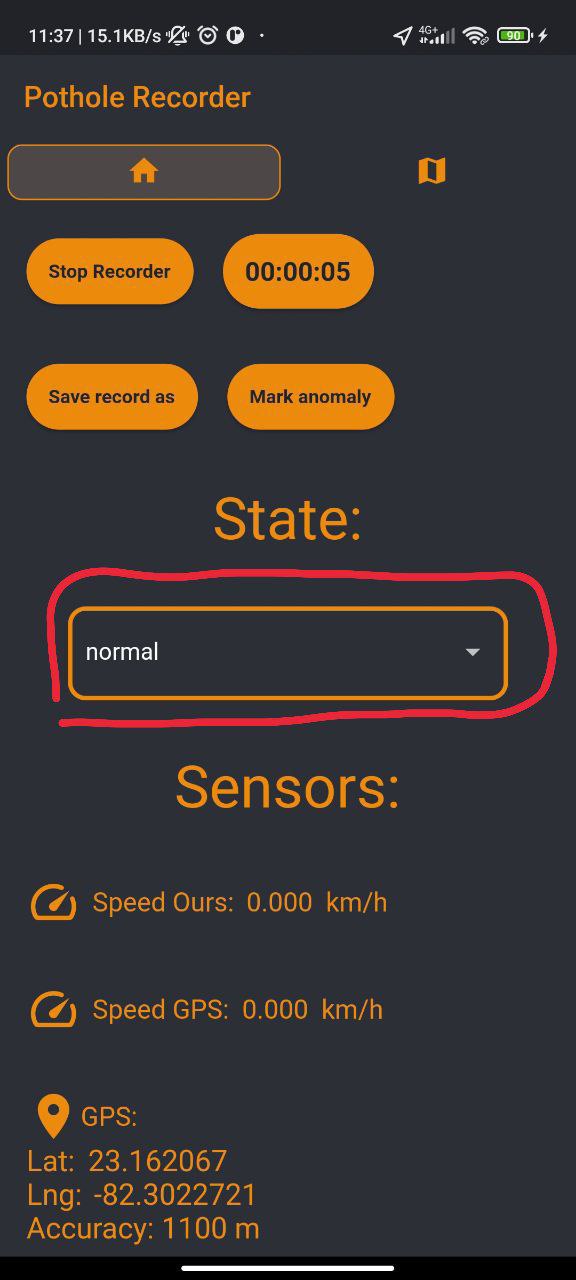 11:37 | 15.1KB/s 4G+ 90
Pothole Recorder
Stop Recorder 00:00:05
Save record as Mark anomaly
State:
normal
Sensors:
Speed Ours: 0.000 km/h
Speed GPS: 0.000 km/h
GPS:
Lat: 23.162067
Lng: -82.3022721
Accuracy: 1100 m